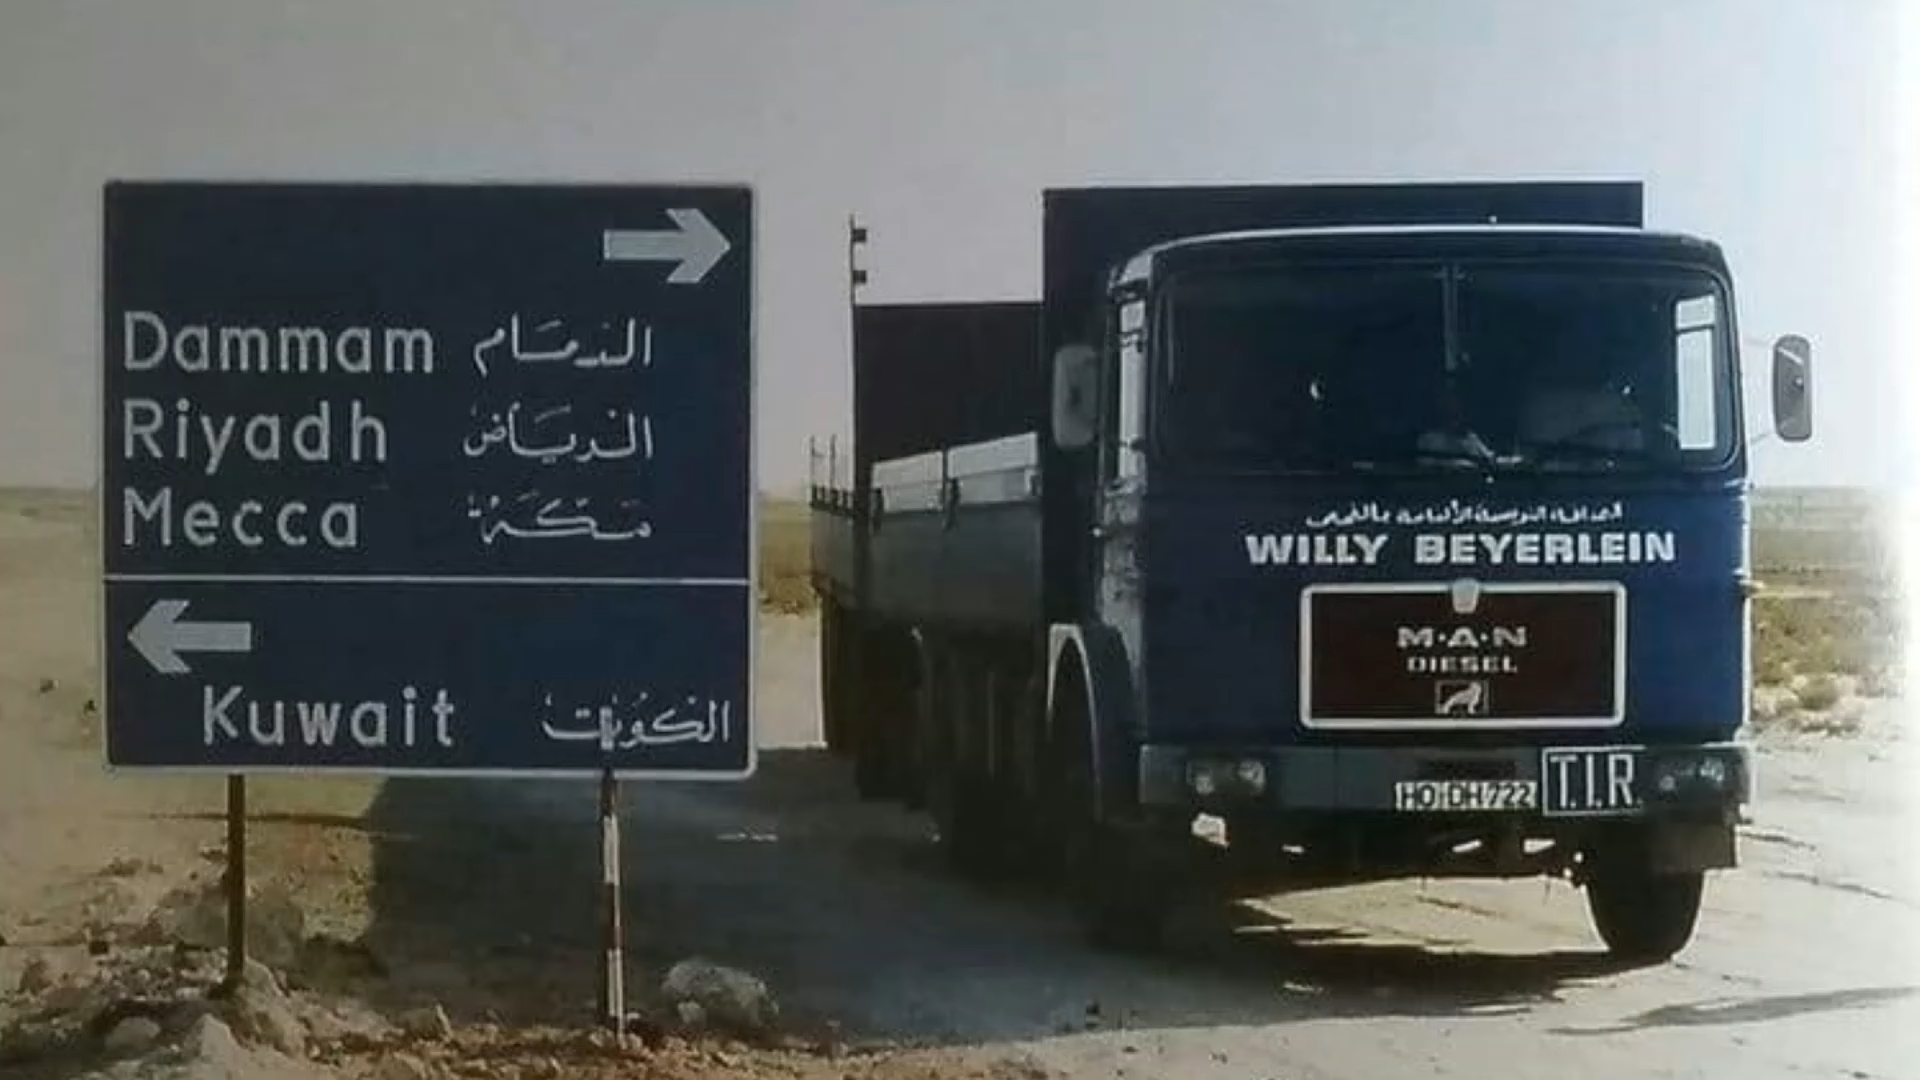 Dammam الدمام
Riyadh الرياض
Mecca مكة
Kuwait الكويت
WILLY BEYERLEIN
M·A·N
DIESEL
HO DH 722
T.I.R.